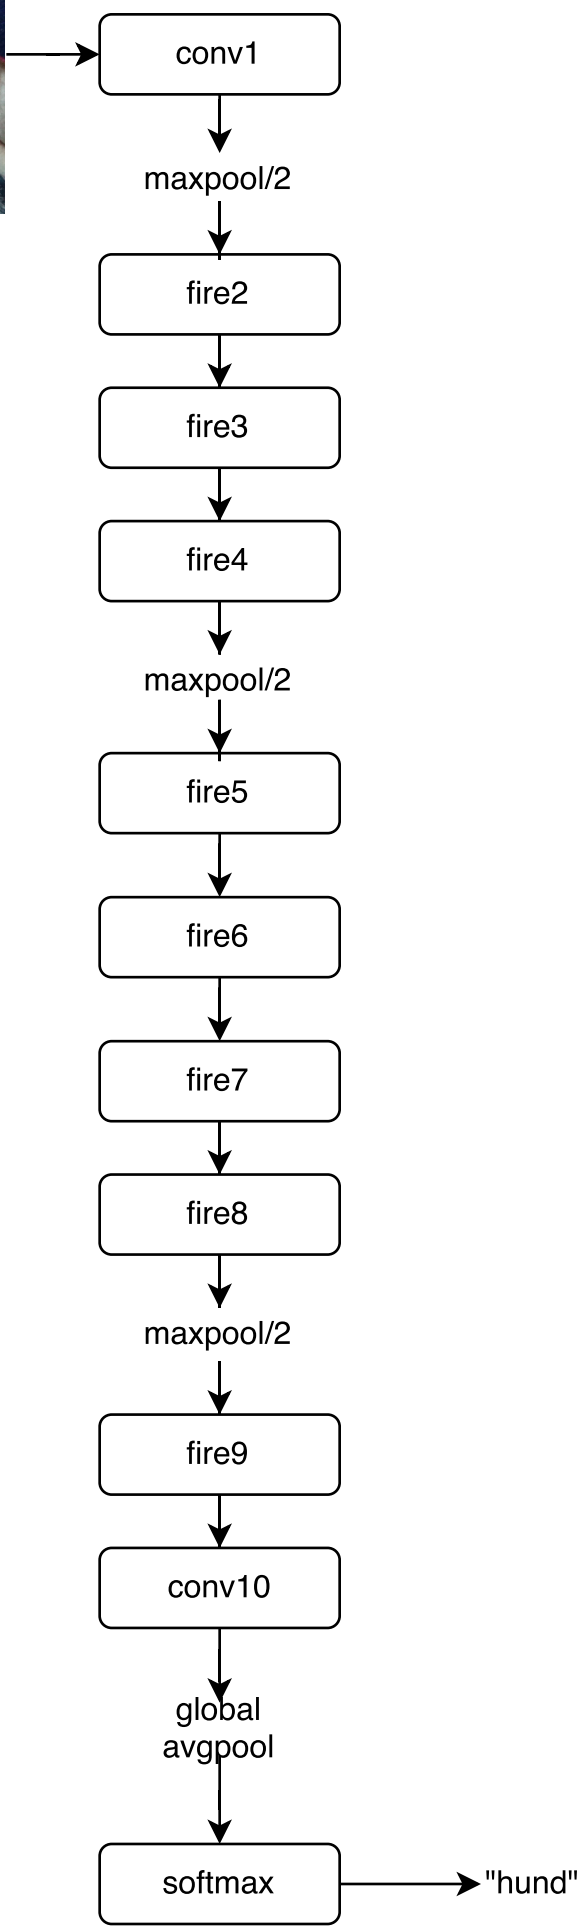 conv1
maxpool/2
fire2
fire3
fire4
maxpool/2
fire5
fire6
fire7
fire8
maxpool/2
fire9
conv10
global
avgpool
softmax
"hund"